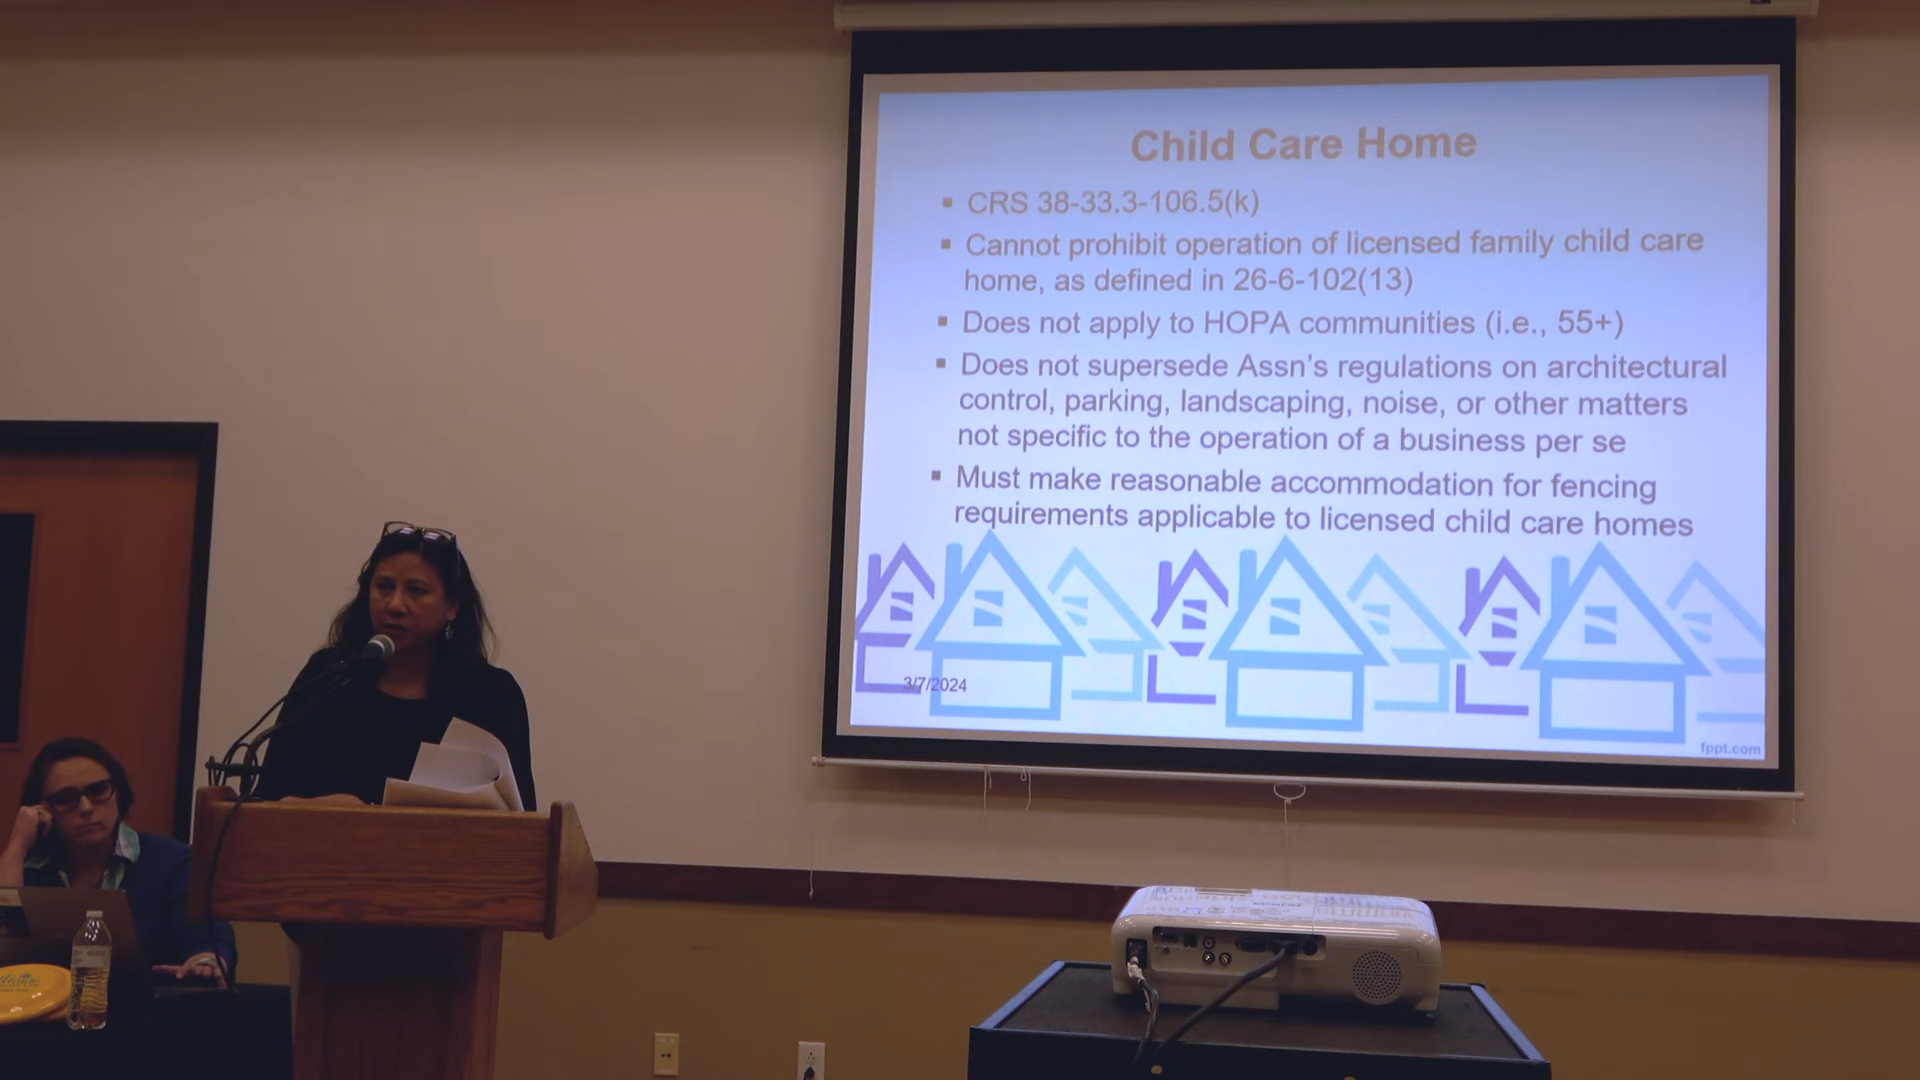 Child Care Home
▪ CRS 38-33.3-106.5(k)
▪ Cannot prohibit operation of licensed family child care
home, as defined in 26-6-102(13)
▪ Does not apply to HOPA communities (i.e., 55+)
▪ Does not supersede Assn's regulations on architectural
control, parking, landscaping, noise, or other matters
not specific to the operation of a business per se
▪ Must make reasonable accommodation for fencing
requirements applicable to licensed child care homes
3/7/2024
fppt.com